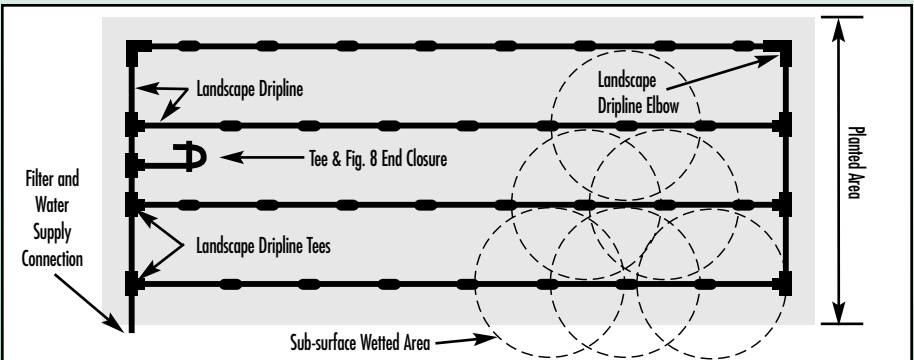 Landscape Dripline
Landscape
Dripline Elbow
Tee & Fig. 8 End Closure
Filter and
Water
Supply
Connection
Landscape Dripline Tees
Sub-surface Wetted Area
Planted Area